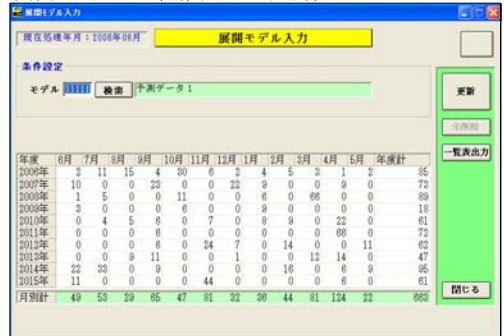 展開モデル入力
現在処理年月：2006年06月
展開モデル入力
条件設定
モデル 11111 検索 予測データ1
更新
全削除
一覧表出力
年度 6月 7月 8月 9月 10月 11月 12月 1月 2月 3月 4月 5月 年度計
2006年 2 11 15 4 30 6 2 4 5 3 1 2 85
2007年 10 0 0 23 0 0 22 9 0 0 9 0 73
2008年 1 5 0 0 11 0 0 0 6 66 0 0 89
2009年 3 0 0 0 6 0 0 9 0 0 0 0 18
2010年 0 4 5 6 0 7 0 8 9 0 22 0 61
2011年 0 0 0 6 0 0 0 0 0 0 66 0 72
2012年 0 0 0 6 0 24 7 0 14 0 0 11 62
2013年 0 0 9 11 0 0 1 0 0 12 14 0 47
2014年 22 33 0 9 0 0 0 0 16 0 6 9 95
2015年 11 0 0 0 0 44 0 0 0 0 6 0 61
月別計 49 53 29 65 47 81 32 36 44 81 124 22 663
閉じる